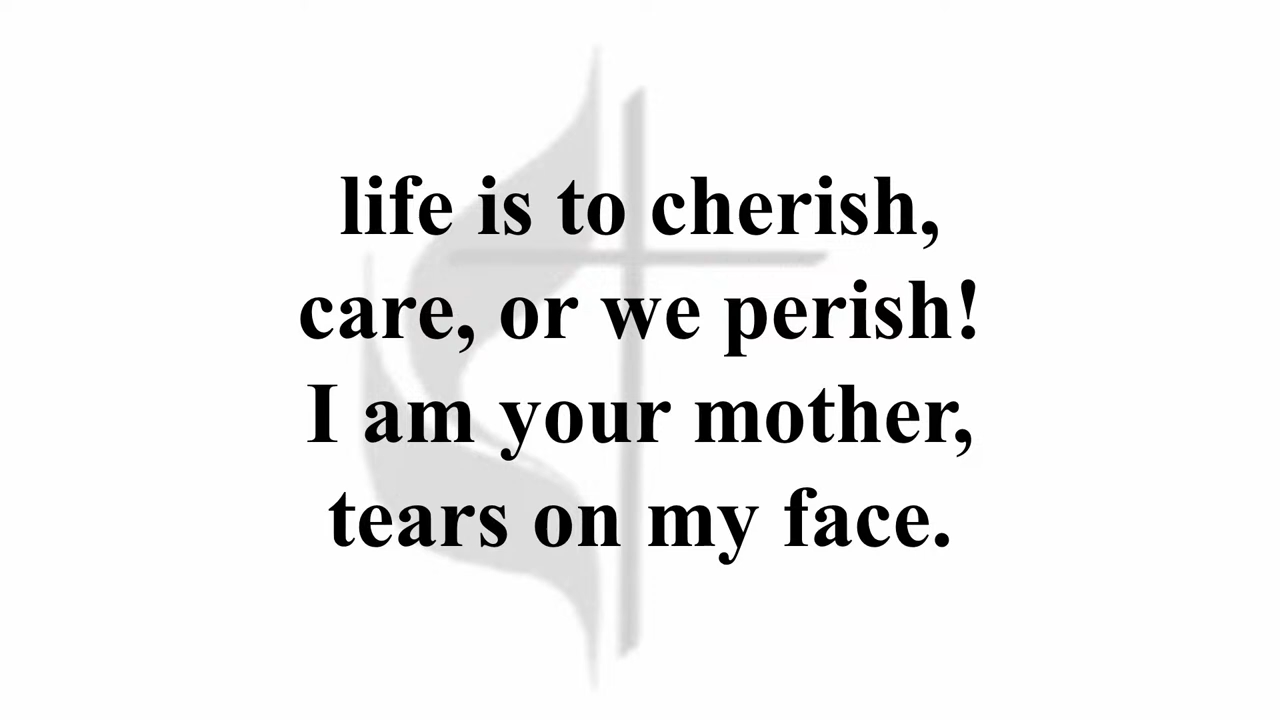 life is to cherish,
care, or we perish!
I am your mother,
tears on my face.